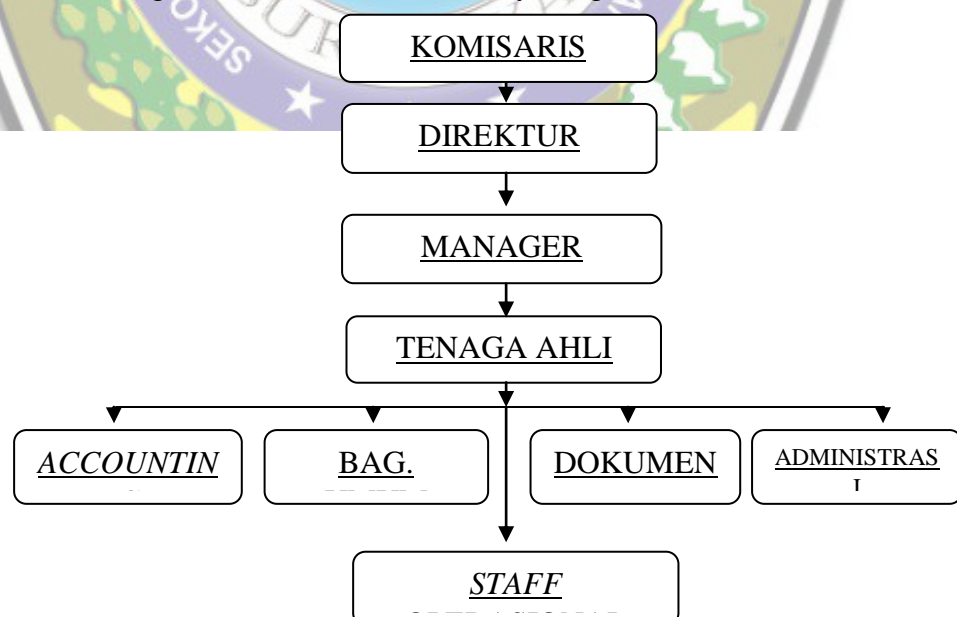 KOMISARIS
DIREKTUR
MANAGER
TENAGA AHLI
ACCOUNTIN
BAG.
DOKUMEN
ADMINISTRAS
I
STAFF